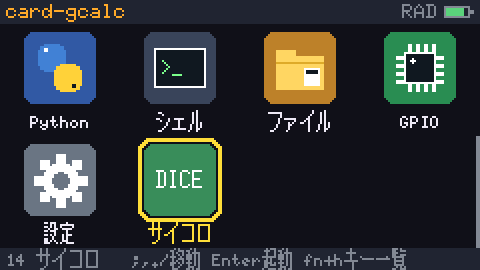 card-gcalc RAD
>_
Python シェル ファイル GPIO
DICE
設定 サイコロ
14 サイコロ ;,./移動 Enter起動 fn+hキー一覧